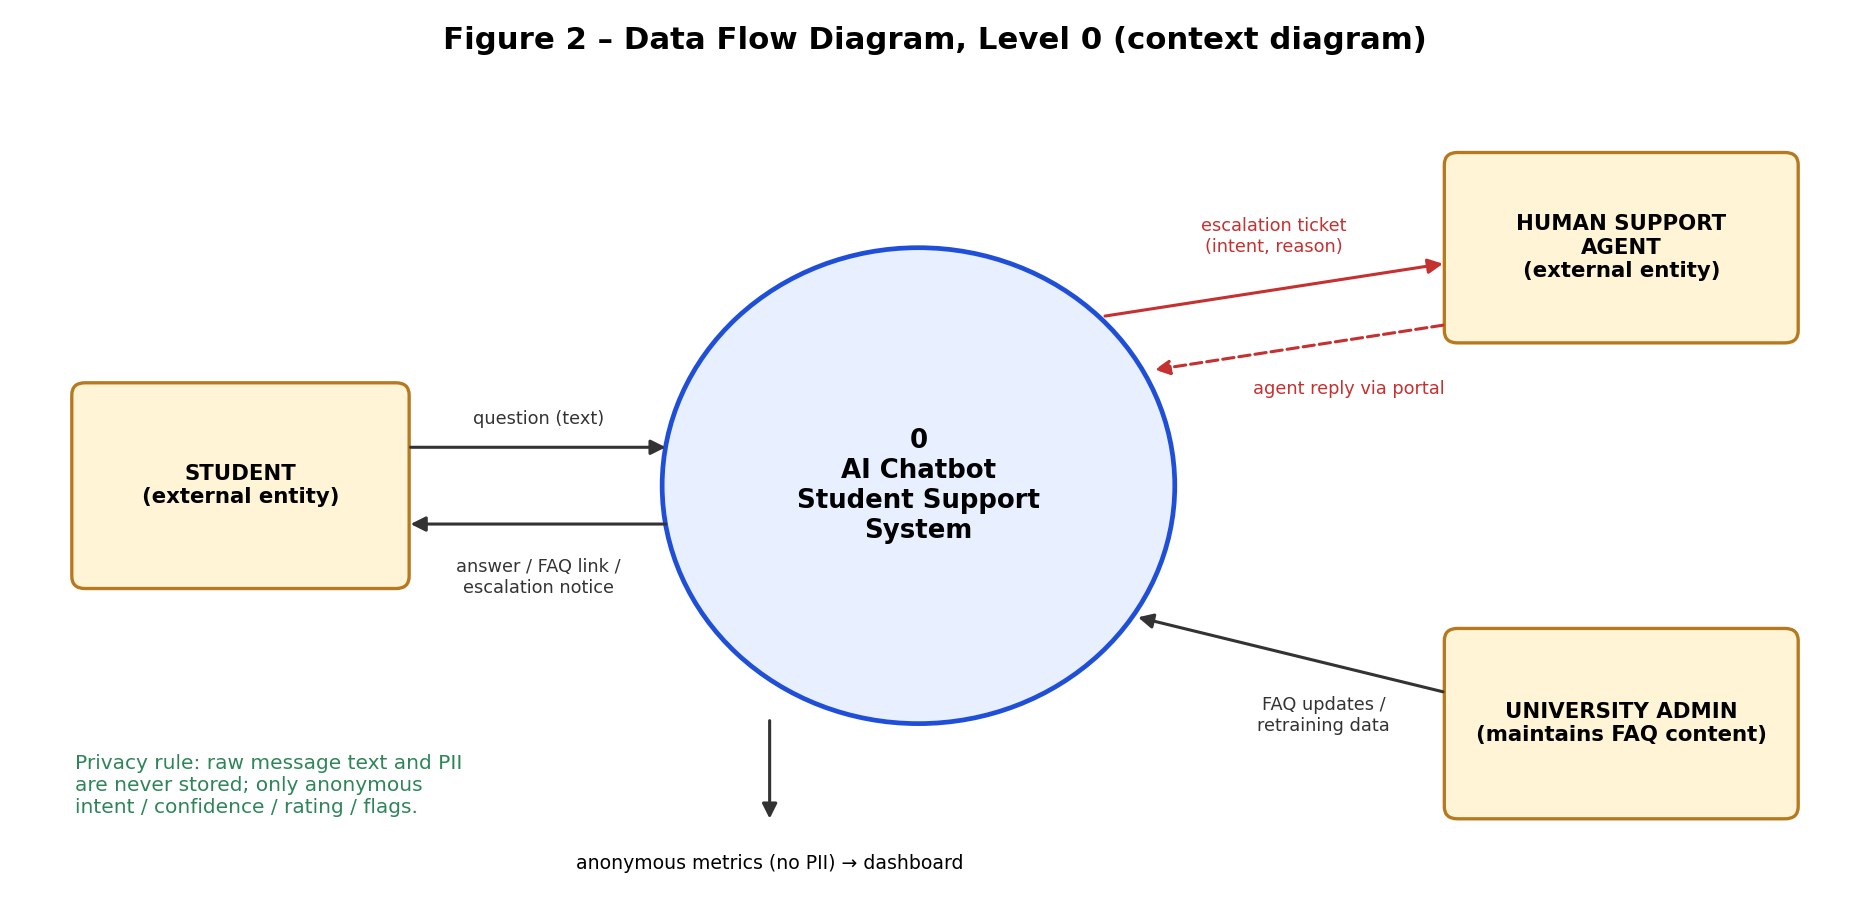 Figure 2 – Data Flow Diagram, Level 0 (context diagram)
HUMAN SUPPORT
AGENT
(external entity)
escalation ticket
(intent, reason)
agent reply via portal
STUDENT
(external entity)
question (text)
answer / FAQ link /
escalation notice
0
AI Chatbot
Student Support
System
FAQ updates /
retraining data
UNIVERSITY ADMIN
(maintains FAQ content)
Privacy rule: raw message text and PII
are never stored; only anonymous
intent / confidence / rating / flags.
anonymous metrics (no PII) → dashboard